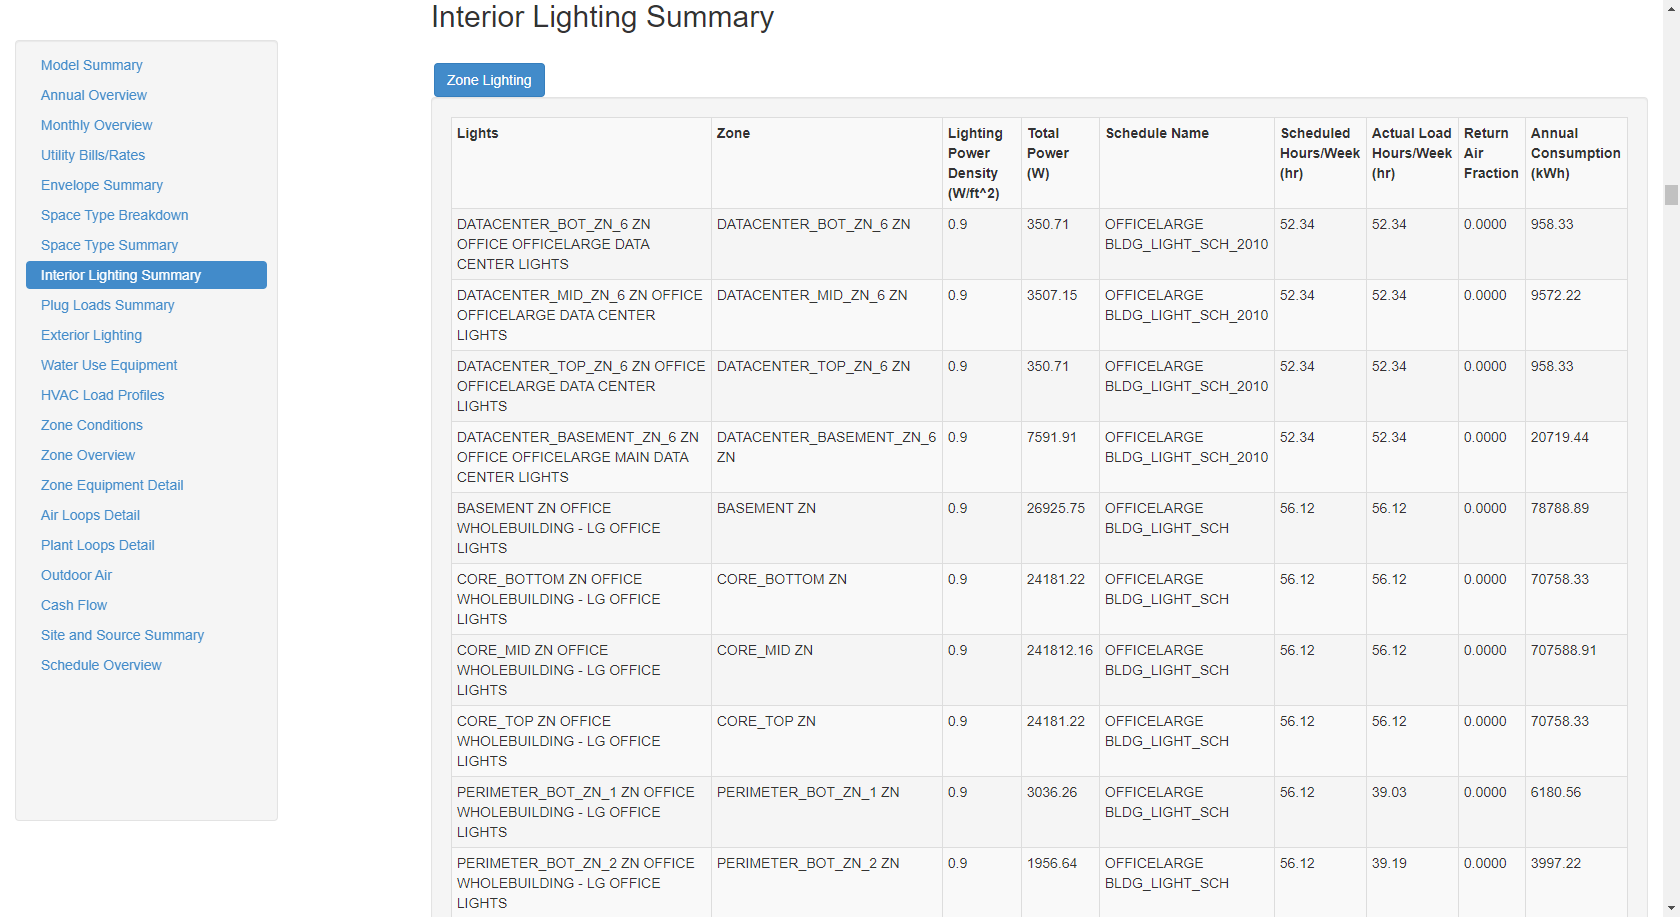 Interior Lighting Summary
Model Summary
Annual Overview
Monthly Overview
Utility Bills/Rates
Envelope Summary
Space Type Breakdown
Space Type Summary
Interior Lighting Summary
Plug Loads Summary
Exterior Lighting
Water Use Equipment
HVAC Load Profiles
Zone Conditions
Zone Overview
Zone Equipment Detail
Air Loops Detail
Plant Loops Detail
Outdoor Air
Cash Flow
Site and Source Summary
Schedule Overview
Zone Lighting
Lights Zone Lighting Total Schedule Name Scheduled Actual Load Return Annual
Power Power Hours/Week Hours/Week Air Consumption
Density (W) (hr) (hr) Fraction (kWh)
(W/ft^2)
DATACENTER_BOT_ZN_6 ZN DATACENTER_BOT_ZN_6 ZN 0.9 350.71 OFFICELARGE 52.34 52.34 0.0000 958.33
OFFICE OFFICELARGE DATA BLDG_LIGHT_SCH_2010
CENTER LIGHTS
DATACENTER_MID_ZN_6 ZN OFFICE DATACENTER_MID_ZN_6 ZN 0.9 3507.15 OFFICELARGE 52.34 52.34 0.0000 9572.22
OFFICELARGE DATA CENTER BLDG_LIGHT_SCH_2010
LIGHTS
DATACENTER_TOP_ZN_6 ZN OFFICE DATACENTER_TOP_ZN_6 ZN 0.9 350.71 OFFICELARGE 52.34 52.34 0.0000 958.33
OFFICELARGE DATA CENTER BLDG_LIGHT_SCH_2010
LIGHTS
DATACENTER_BASEMENT_ZN_6 ZN DATACENTER_BASEMENT_ZN_6 0.9 7591.91 OFFICELARGE 52.34 52.34 0.0000 20719.44
OFFICE OFFICELARGE MAIN DATA ZN BLDG_LIGHT_SCH_2010
CENTER LIGHTS
BASEMENT ZN OFFICE BASEMENT ZN 0.9 26925.75 OFFICELARGE 56.12 56.12 0.0000 78788.89
WHOLEBUILDING - LG OFFICE BLDG_LIGHT_SCH
LIGHTS
CORE_BOTTOM ZN OFFICE CORE_BOTTOM ZN 0.9 24181.22 OFFICELARGE 56.12 56.12 0.0000 70758.33
WHOLEBUILDING - LG OFFICE BLDG_LIGHT_SCH
LIGHTS
CORE_MID ZN OFFICE CORE_MID ZN 0.9 241812.16 OFFICELARGE 56.12 56.12 0.0000 707588.91
WHOLEBUILDING - LG OFFICE BLDG_LIGHT_SCH
LIGHTS
CORE_TOP ZN OFFICE CORE_TOP ZN 0.9 24181.22 OFFICELARGE 56.12 56.12 0.0000 70758.33
WHOLEBUILDING - LG OFFICE BLDG_LIGHT_SCH
LIGHTS
PERIMETER_BOT_ZN_1 ZN OFFICE PERIMETER_BOT_ZN_1 ZN 0.9 3036.26 OFFICELARGE 56.12 39.03 0.0000 6180.56
WHOLEBUILDING - LG OFFICE BLDG_LIGHT_SCH
LIGHTS
PERIMETER_BOT_ZN_2 ZN OFFICE PERIMETER_BOT_ZN_2 ZN 0.9 1956.64 OFFICELARGE 56.12 39.19 0.0000 3997.22
WHOLEBUILDING - LG OFFICE BLDG_LIGHT_SCH
LIGHTS